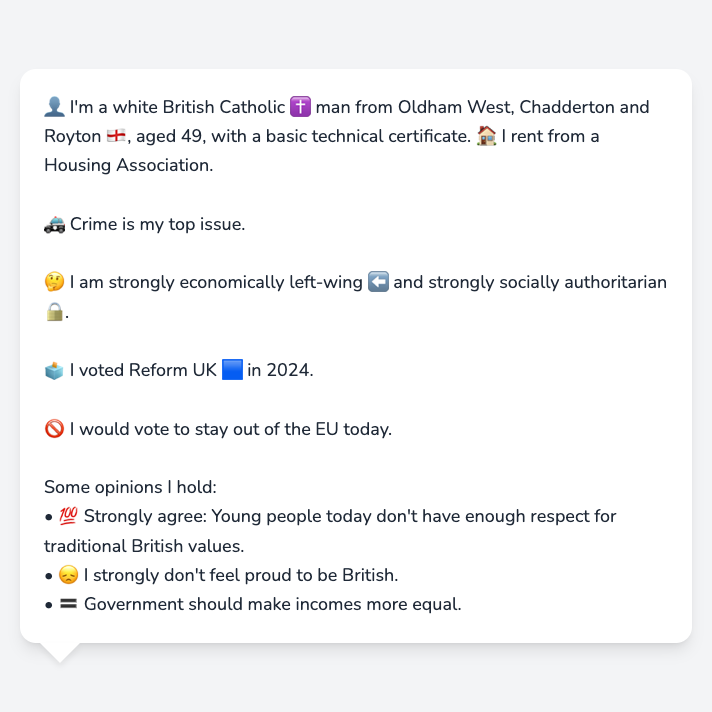 👤 I'm a white British Catholic ✝️ man from Oldham West, Chadderton and
Royton 🏴󠁧󠁢󠁥󠁮󠁧󠁿, aged 49, with a basic technical certificate. 🏠 I rent from a
Housing Association.
🚓 Crime is my top issue.
🤔 I am strongly economically left-wing ⬅️ and strongly socially authoritarian
🔒.
🗳️ I voted Reform UK 🟦 in 2024.
🚫 I would vote to stay out of the EU today.
Some opinions I hold:
• 💯 Strongly agree: Young people today don't have enough respect for
traditional British values.
• 😞 I strongly don't feel proud to be British.
• 🟰 Government should make incomes more equal.